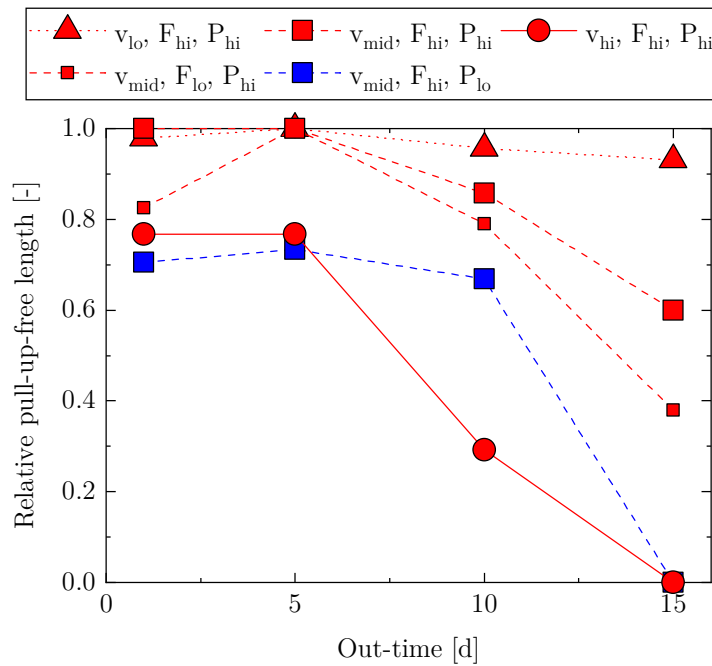 v_lo, F_hi, P_hi v_mid, F_hi, P_hi v_hi, F_hi, P_hi
v_mid, F_lo, P_hi v_mid, F_hi, P_lo
1.0
0.8
0.6
0.4
0.2
0.0
Relative pull-up-free length [-]
0 5 10 15
Out-time [d]